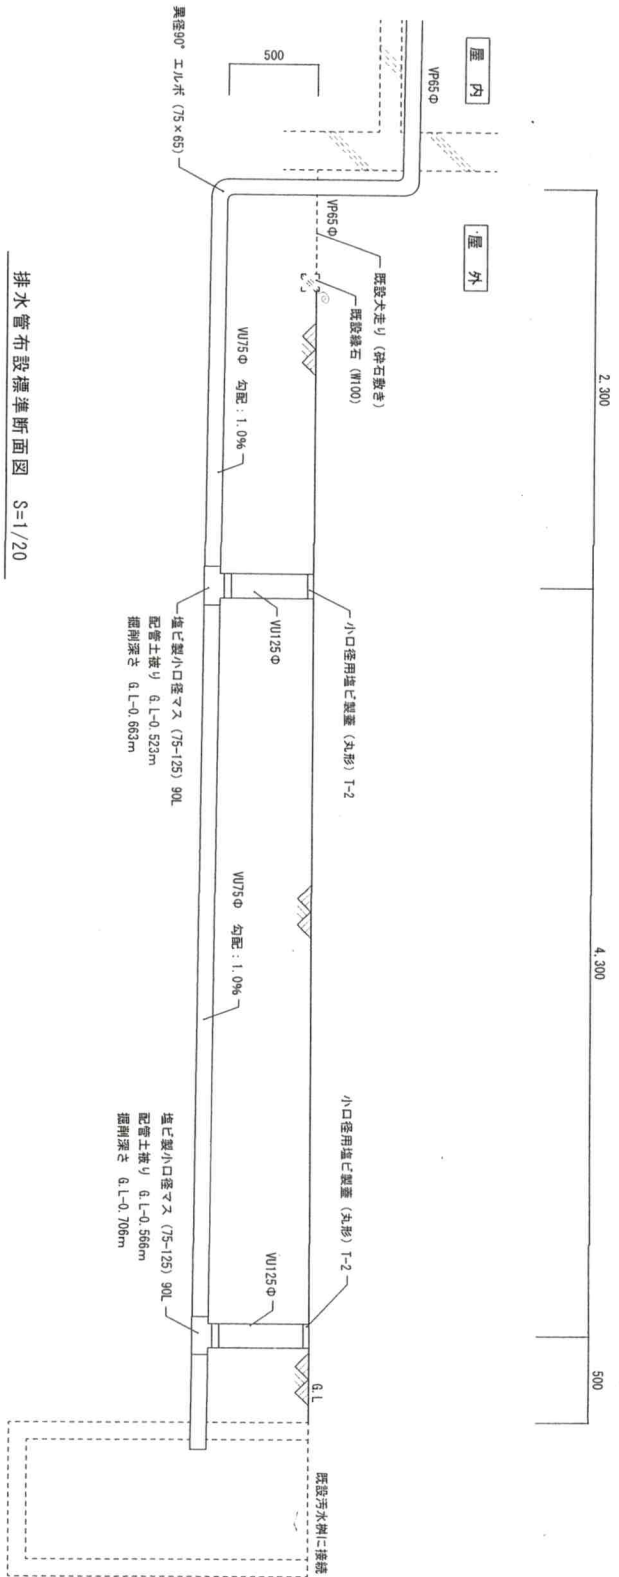 屋 内
VP65Φ
500
異径90° エルボ (75×65)
屋 外
VP65Φ
既設犬走り (砕石敷き)
既設縁石 (W100)
2,300
4,300
500
VU75Φ 勾配：1.0%
小口径用塩ビ製蓋 (丸形) T-2
VU125Φ
塩ビ製小口径マス (75-125) 90L
配管土被り G.L-0.523m
掘削深さ G.L-0.663m
VU75Φ 勾配：1.0%
小口径用塩ビ製蓋 (丸形) T-2
VU125Φ
塩ビ製小口径マス (75-125) 90L
配管土被り G.L-0.566m
掘削深さ G.L-0.706m
G.L
既設汚水桝に接続
排水管布設標準断面図 S=1/20